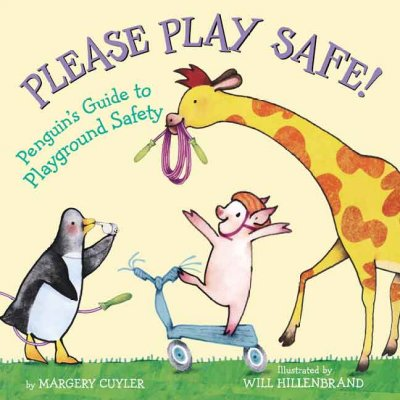 PLEASE PLAY SAFE!
Penguin's Guide to
Playground Safety
by MARGERY CUYLER
Illustrated by
WILL HILLENBRAND